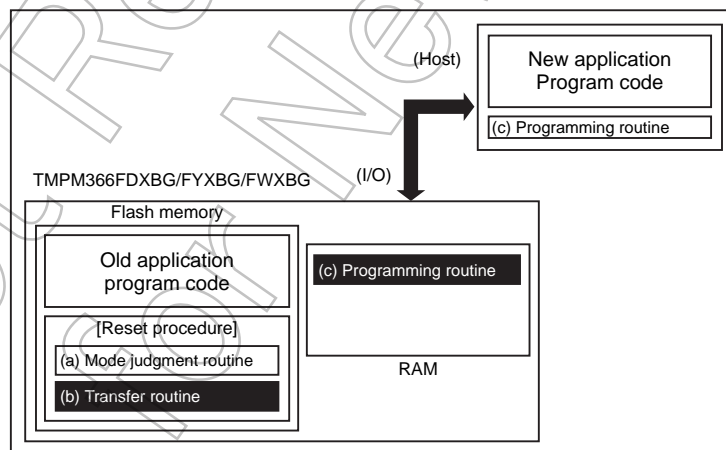 (Host)
New application
Program code
(c) Programming routine
(I/O)
TMPM366FDXBG/FYXBG/FWXBG
Flash memory
Old application
program code
[Reset procedure]
(a) Mode judgment routine
(b) Transfer routine
(c) Programming routine
RAM